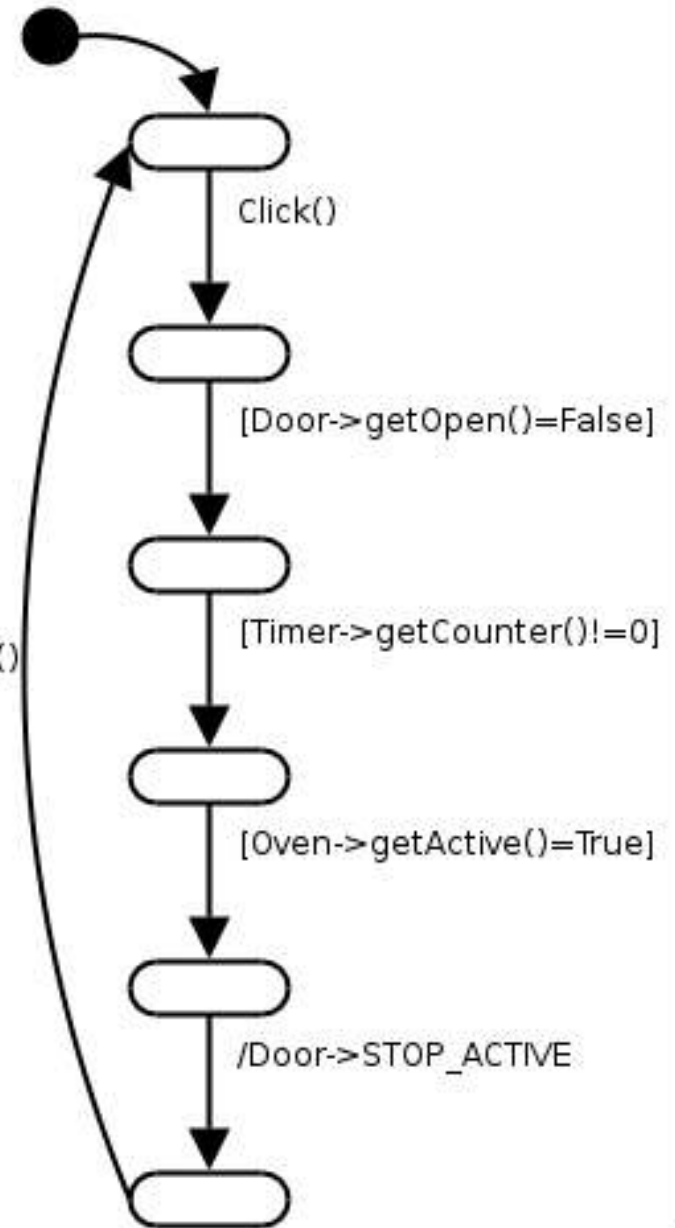 Click()
[Door->getOpen()=False]
[Timer->getCounter()!=0]
()
[Oven->getActive()=True]
/Door->STOP_ACTIVE